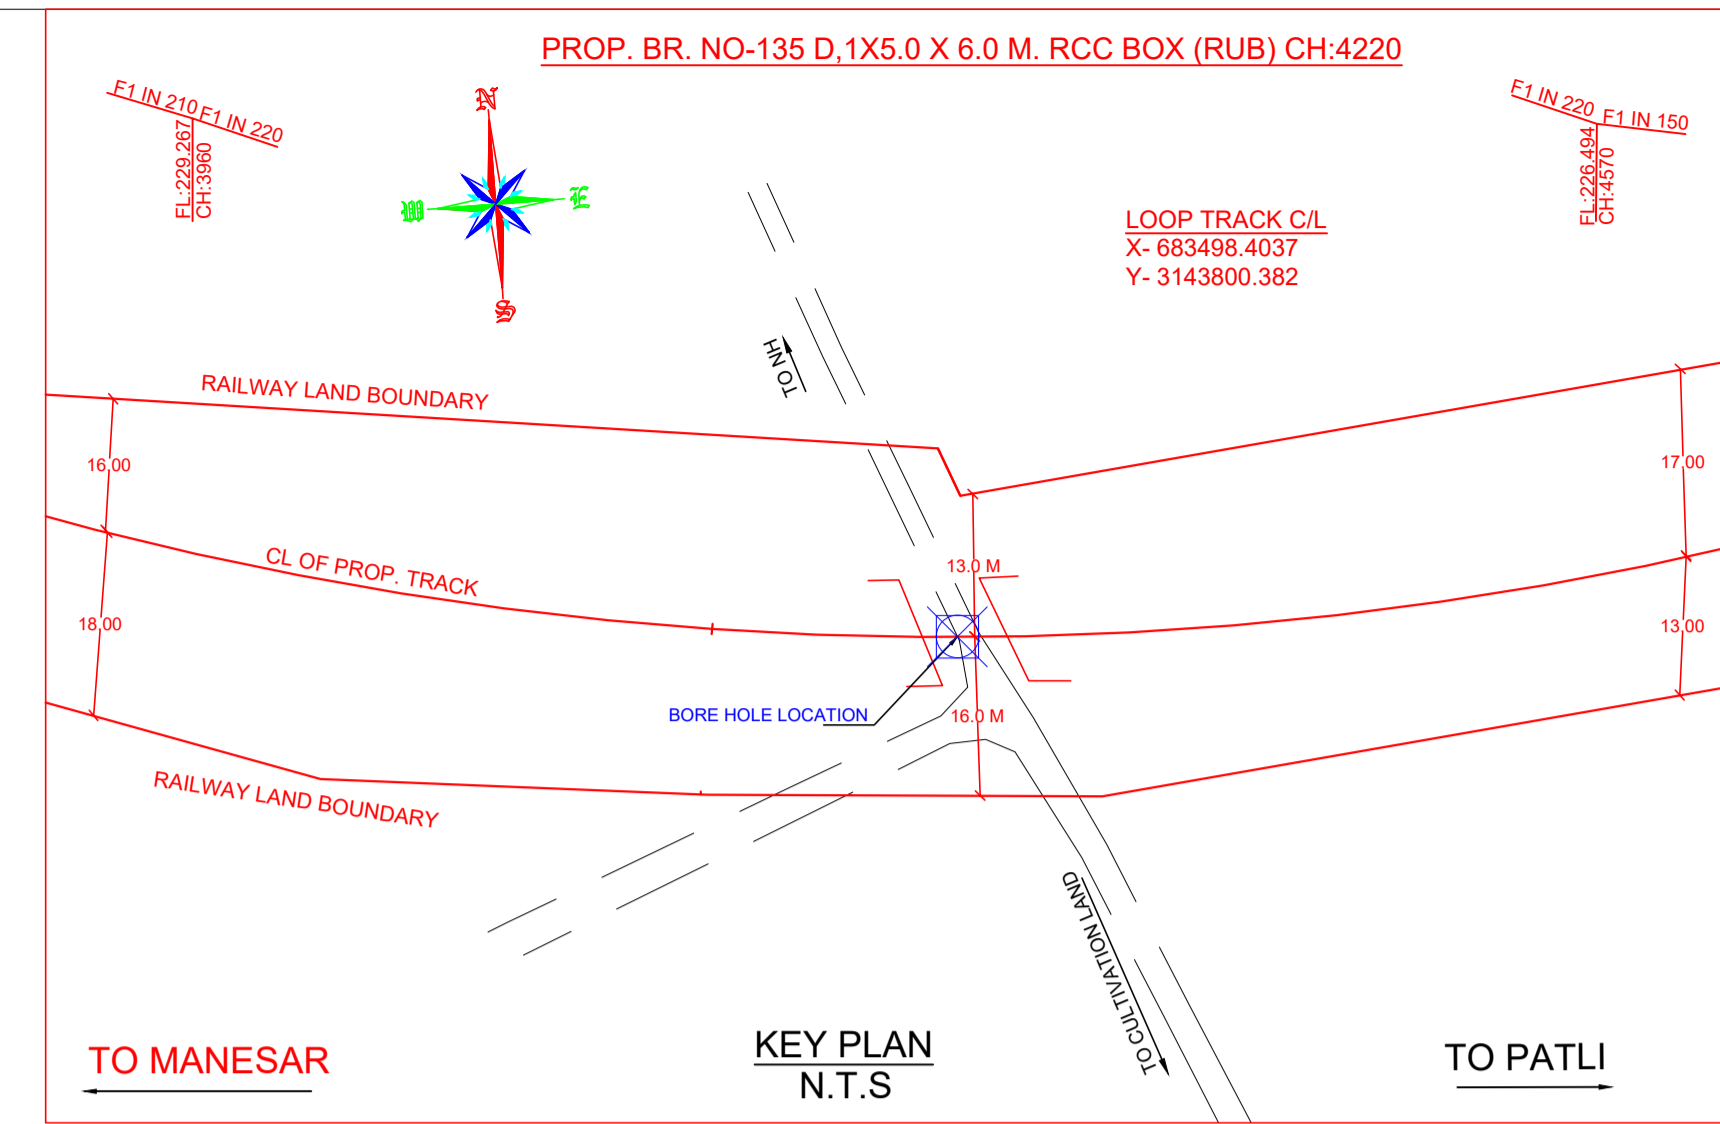 PROP. BR. NO-135 D,1X5.0 X 6.0 M. RCC BOX (RUB) CH:4220
F1 IN 210
F1 IN 220
FL:229.267
CH:3960
N
W
E
S
F1 IN 220
F1 IN 150
FL:226.494
CH:4570
LOOP TRACK C/L
X- 683498.4037
Y- 3143800.382
TO NH
RAILWAY LAND BOUNDARY
16.00
17.00
CL OF PROP. TRACK
13.0 M
18.00
13.00
BORE HOLE LOCATION
16.0 M
RAILWAY LAND BOUNDARY
TO CULTIVATION LAND
TO MANESAR
KEY PLAN
N.T.S
TO PATLI